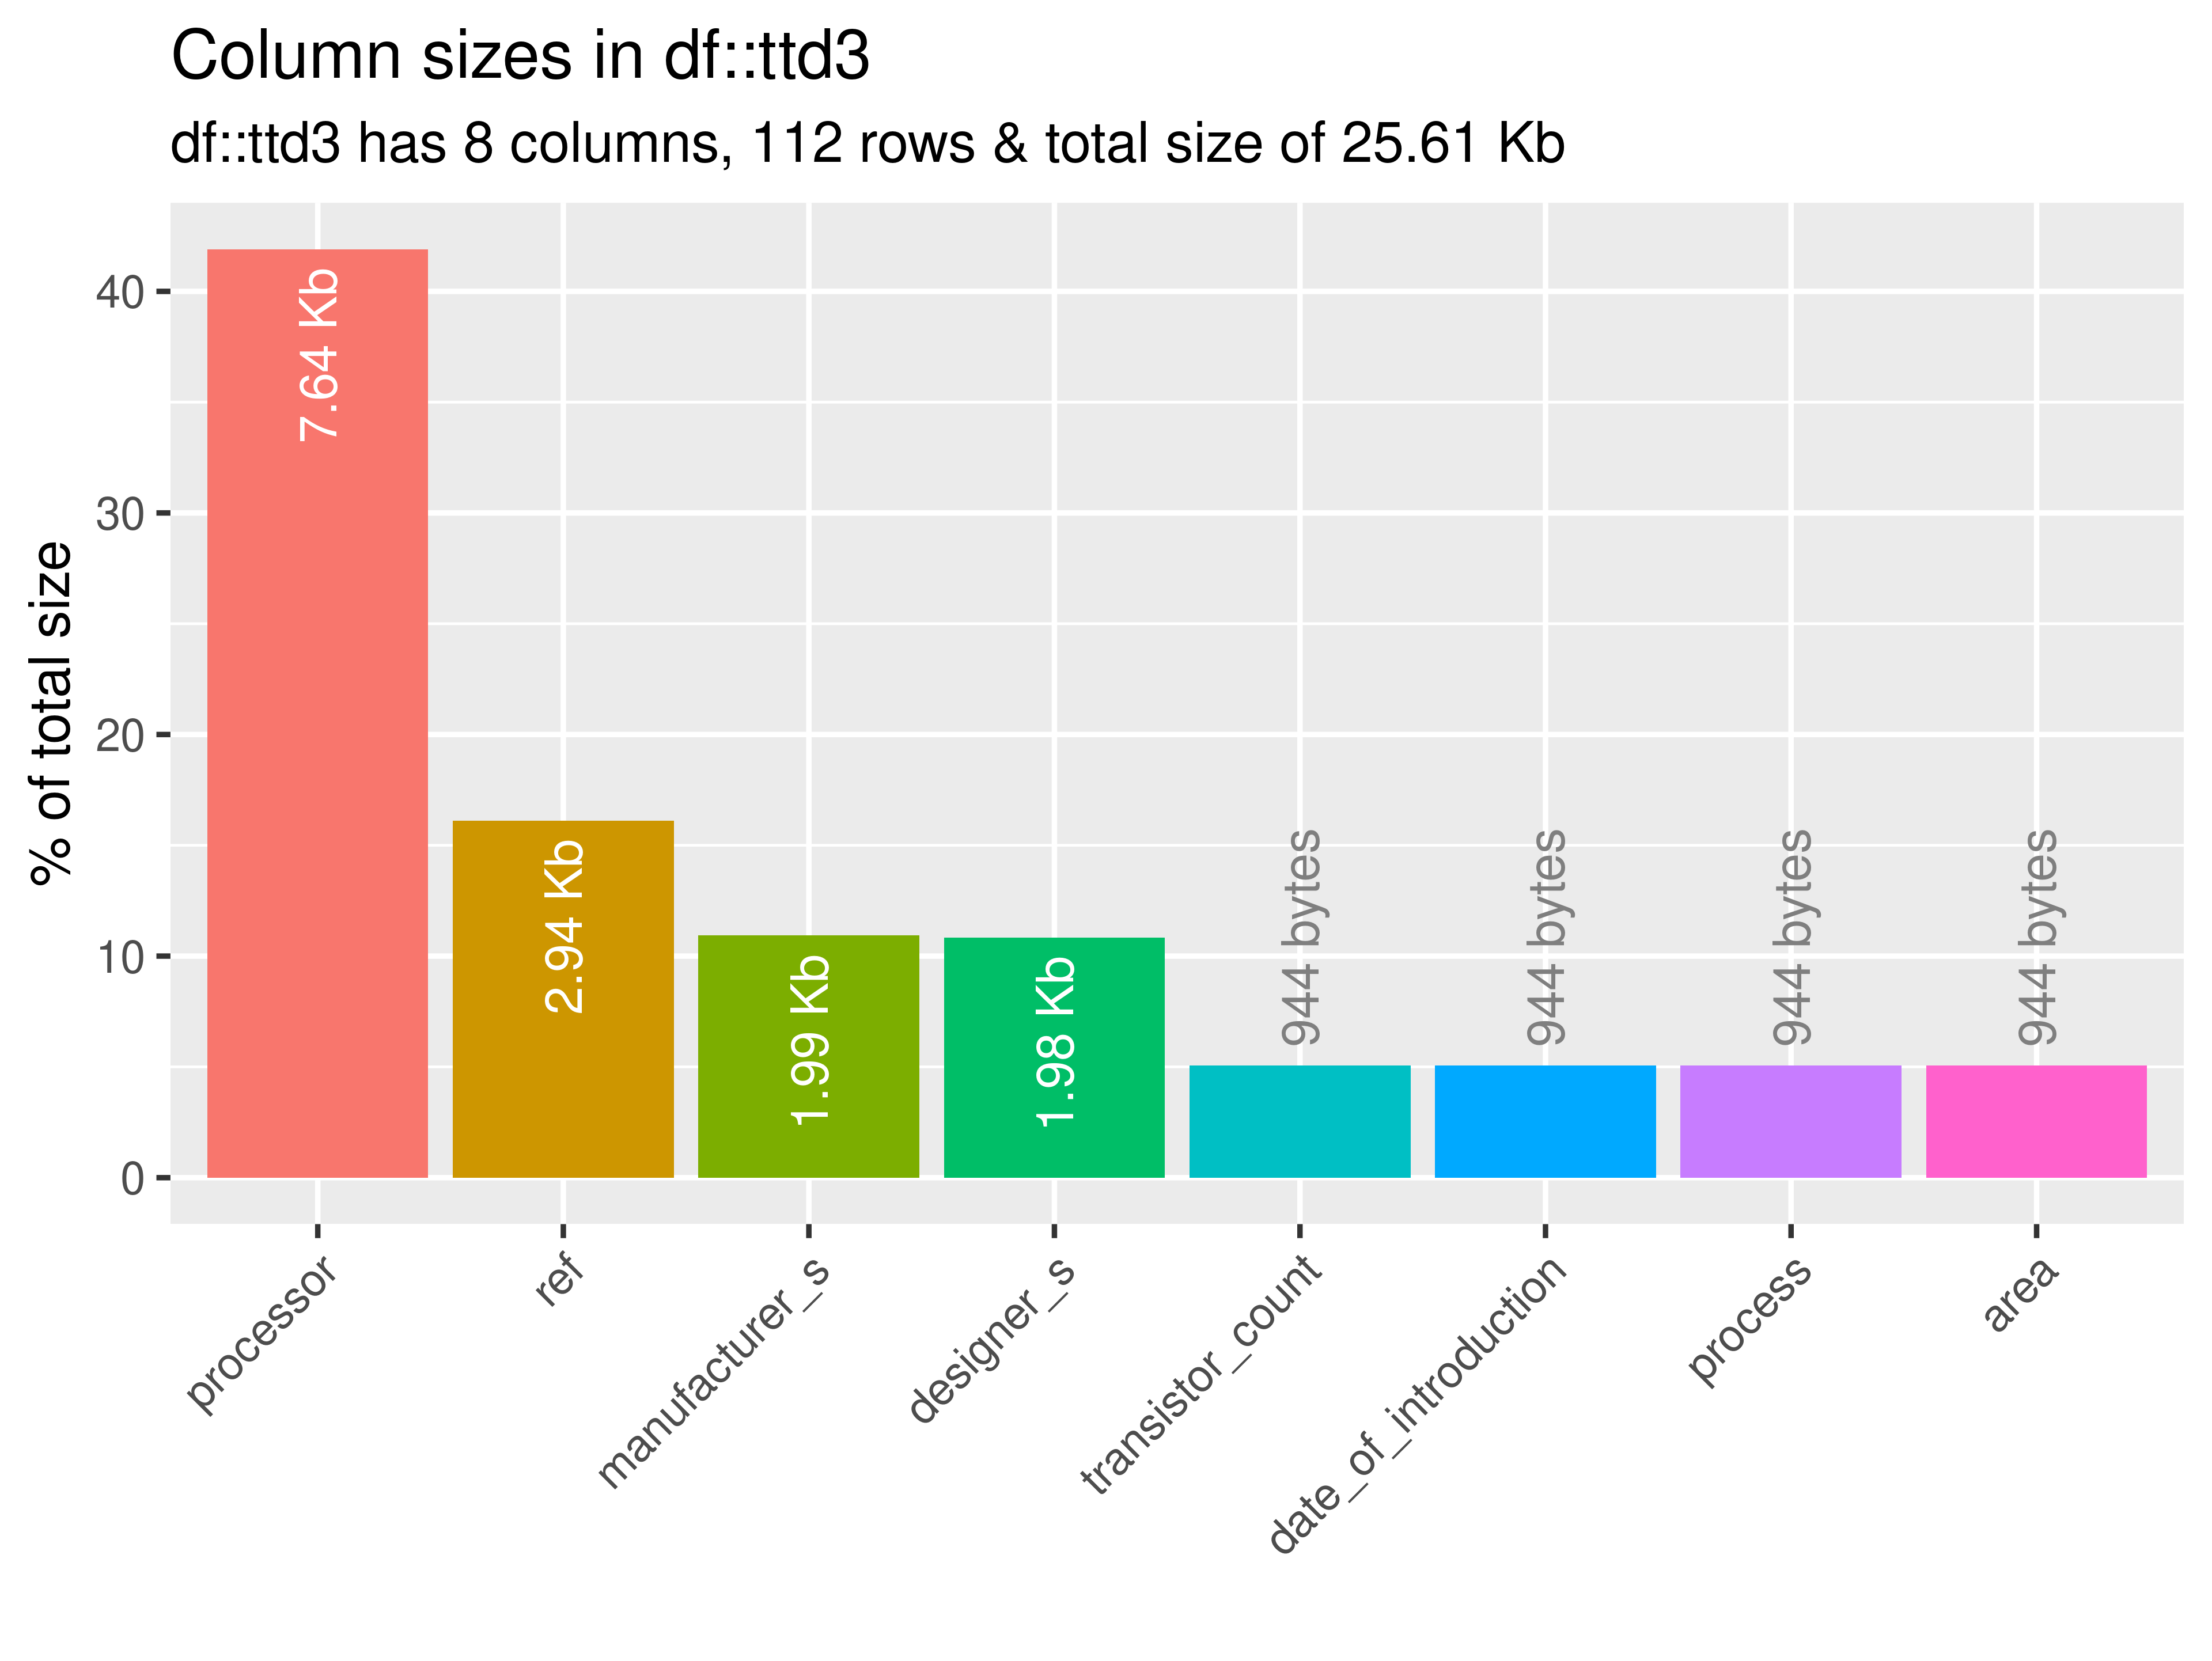 Column sizes in df::ttd3
df::ttd3 has 8 columns, 112 rows & total size of 25.61 Kb
% of total size
40
30
20
10
0
7.64 Kb
2.94 Kb
1.99 Kb
1.98 Kb
944 bytes
944 bytes
944 bytes
944 bytes
processor
ref
manufacturer_s
designer_s
transistor_count
date_of_introduction
process
area